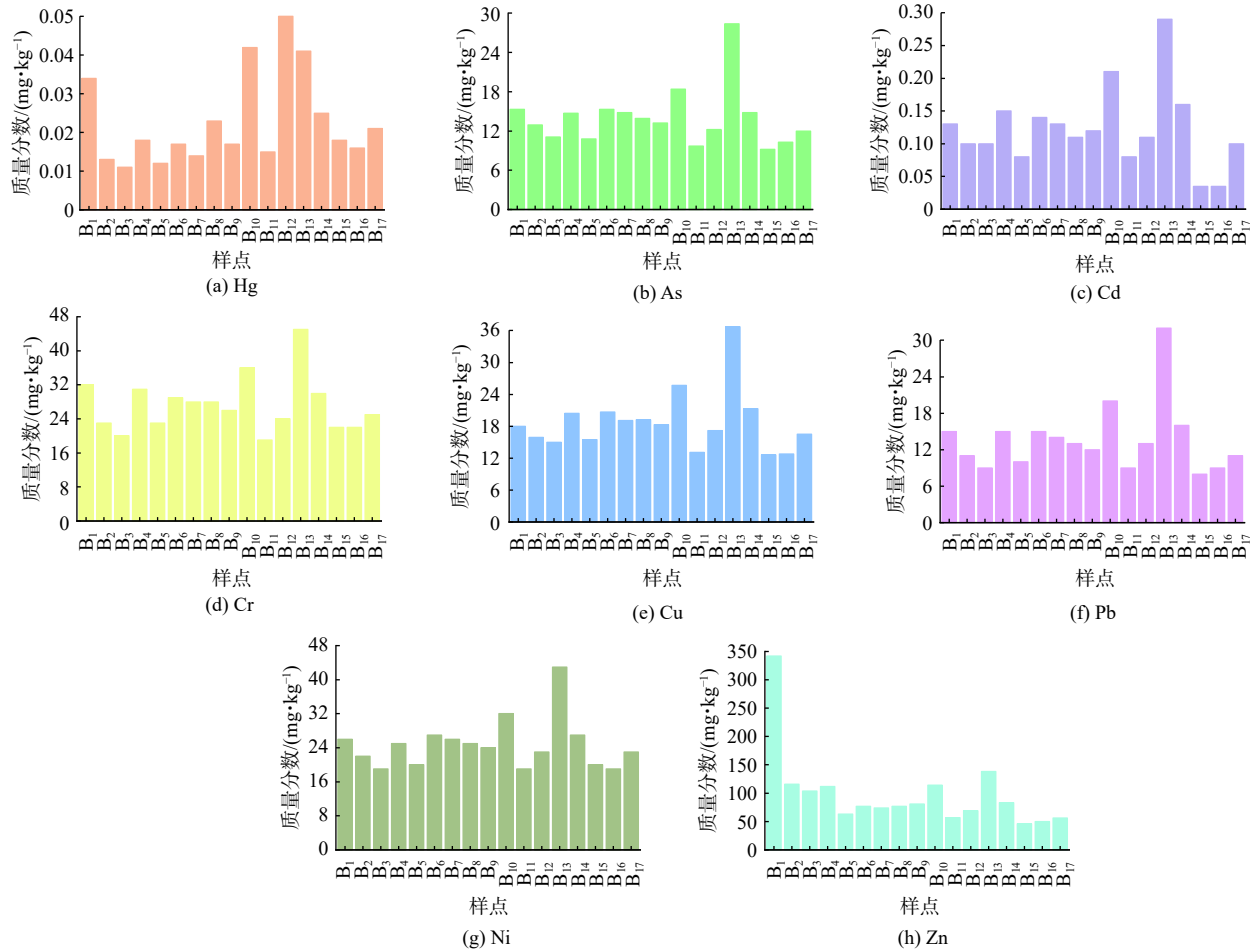 质量分数/(mg•kg⁻¹)
0.05
0.04
0.03
0.02
0.01
0
B₁ B₂ B₃ B₄ B₅ B₆ B₇ B₈ B₉ B₁₀ B₁₁ B₁₂ B₁₃ B₁₄ B₁₅ B₁₆ B₁₇
样点
(a) Hg
质量分数/(mg•kg⁻¹)
30
24
18
12
6
0
B₁ B₂ B₃ B₄ B₅ B₆ B₇ B₈ B₉ B₁₀ B₁₁ B₁₂ B₁₃ B₁₄ B₁₅ B₁₆ B₁₇
样点
(b) As
质量分数/(mg•kg⁻¹)
0.30
0.25
0.20
0.15
0.10
0.05
0
B₁ B₂ B₃ B₄ B₅ B₆ B₇ B₈ B₉ B₁₀ B₁₁ B₁₂ B₁₃ B₁₄ B₁₅ B₁₆ B₁₇
样点
(c) Cd
质量分数/(mg•kg⁻¹)
48
40
32
24
16
8
0
B₁ B₂ B₃ B₄ B₅ B₆ B₇ B₈ B₉ B₁₀ B₁₁ B₁₂ B₁₃ B₁₄ B₁₅ B₁₆ B₁₇
样点
(d) Cr
质量分数/(mg•kg⁻¹)
36
30
24
18
12
6
0
B₁ B₂ B₃ B₄ B₅ B₆ B₇ B₈ B₉ B₁₀ B₁₁ B₁₂ B₁₃ B₁₄ B₁₅ B₁₆ B₁₇
样点
(e) Cu
质量分数/(mg•kg⁻¹)
30
24
18
12
6
0
B₁ B₂ B₃ B₄ B₅ B₆ B₇ B₈ B₉ B₁₀ B₁₁ B₁₂ B₁₃ B₁₄ B₁₅ B₁₆ B₁₇
样点
(f) Pb
质量分数/(mg•kg⁻¹)
48
40
32
24
16
8
0
B₁ B₂ B₃ B₄ B₅ B₆ B₇ B₈ B₉ B₁₀ B₁₁ B₁₂ B₁₃ B₁₄ B₁₅ B₁₆ B₁₇
样点
(g) Ni
质量分数/(mg•kg⁻¹)
350
300
250
200
150
100
50
0
B₁ B₂ B₃ B₄ B₅ B₆ B₇ B₈ B₉ B₁₀ B₁₁ B₁₂ B₁₃ B₁₄ B₁₅ B₁₆ B₁₇
样点
(h) Zn